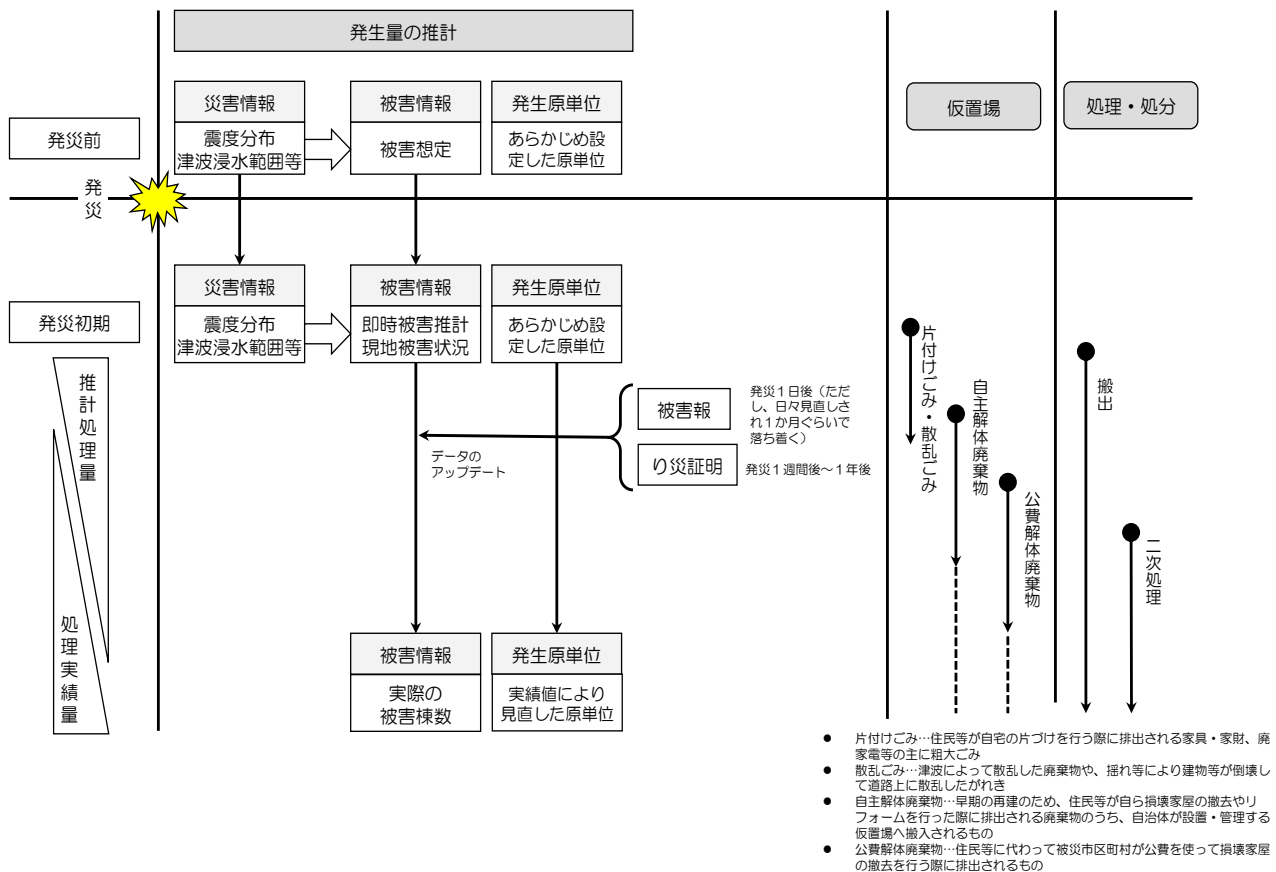 発生量の推計
仮置場
処理・処分
発災前
災害情報
震度分布
津波浸水範囲等
被害情報
被害想定
発生原単位
あらかじめ設
定した原単位
発災
発災初期
災害情報
震度分布
津波浸水範囲等
被害情報
即時被害推計
現地被害状況
発生原単位
あらかじめ設
定した原単位
推計処理量
処理実績量
データの
アップデート
被害報
発災１日後（ただ
し、日々見直しさ
れ１か月ぐらいで
落ち着く）
り災証明
発災１週間後～１年後
被害情報
実際の
被害棟数
発生原単位
実績値により
見直した原単位
片付けごみ・散乱ごみ
自主解体廃棄物
公費解体廃棄物
搬出
二次処理
● 片付けごみ…住民等が自宅の片づけを行う際に排出される家具・家財、廃
家電等の主に粗大ごみ
● 散乱ごみ…津波によって散乱した廃棄物や、揺れ等により建物等が倒壊し
て道路上に散乱したがれき
● 自主解体廃棄物…早期の再建のため、住民等が自ら損壊家屋の撤去やリ
フォームを行った際に排出される廃棄物のうち、自治体が設置・管理する
仮置場へ搬入されるもの
● 公費解体廃棄物…住民等に代わって被災市区町村が公費を使って損壊家屋
の撤去を行う際に排出されるもの